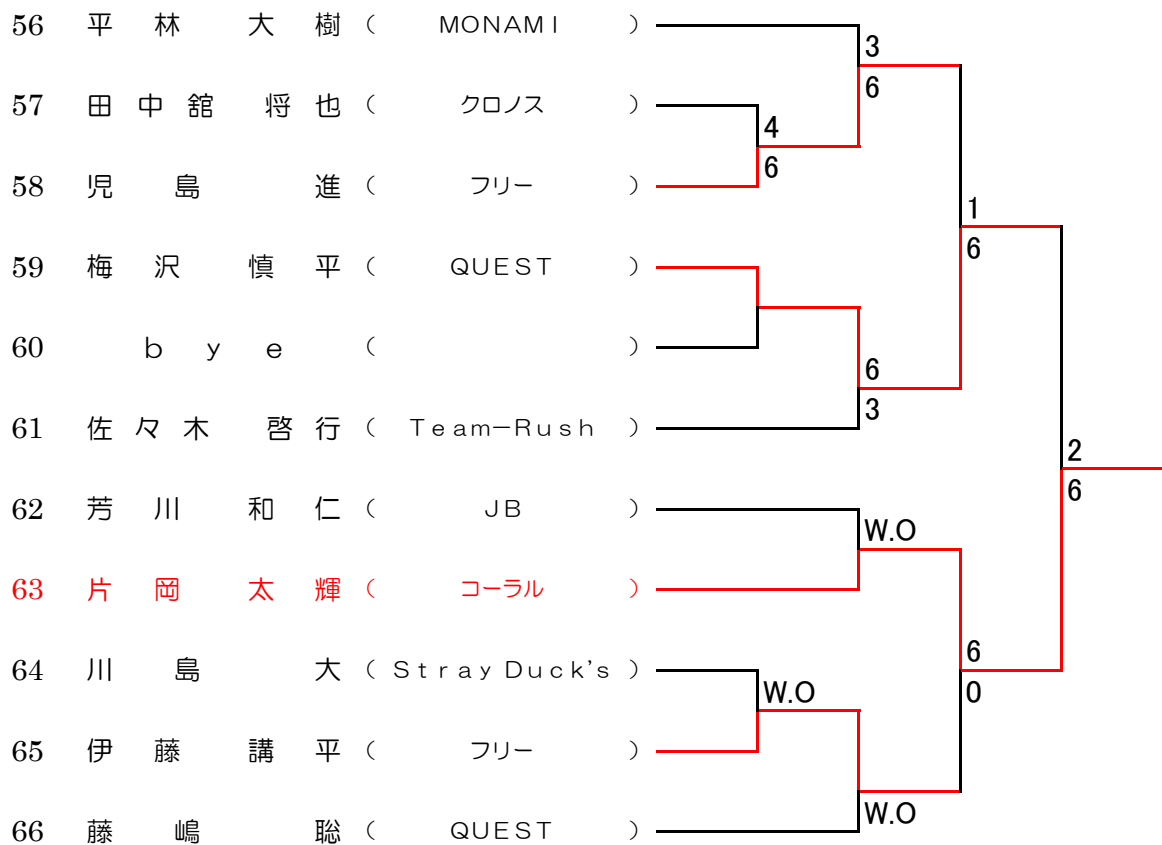 56 平林 大樹 ( MONAMI )
3
6
57 田中舘 将也 ( クロノス )
4
6
58 児島 進 ( フリー )
1
6
59 梅沢 慎平 ( QUEST )
60 bye ( )
6
3
61 佐々木 啓行 ( Team-Rush )
2
6
62 芳川 和仁 ( JB )
W.O
63 片岡 太輝 ( コーラル )
64 川島 大 ( Stray Duck's )
6
0
W.O
65 伊藤 講平 ( フリー )
W.O
66 藤嶋 聡 ( QUEST )